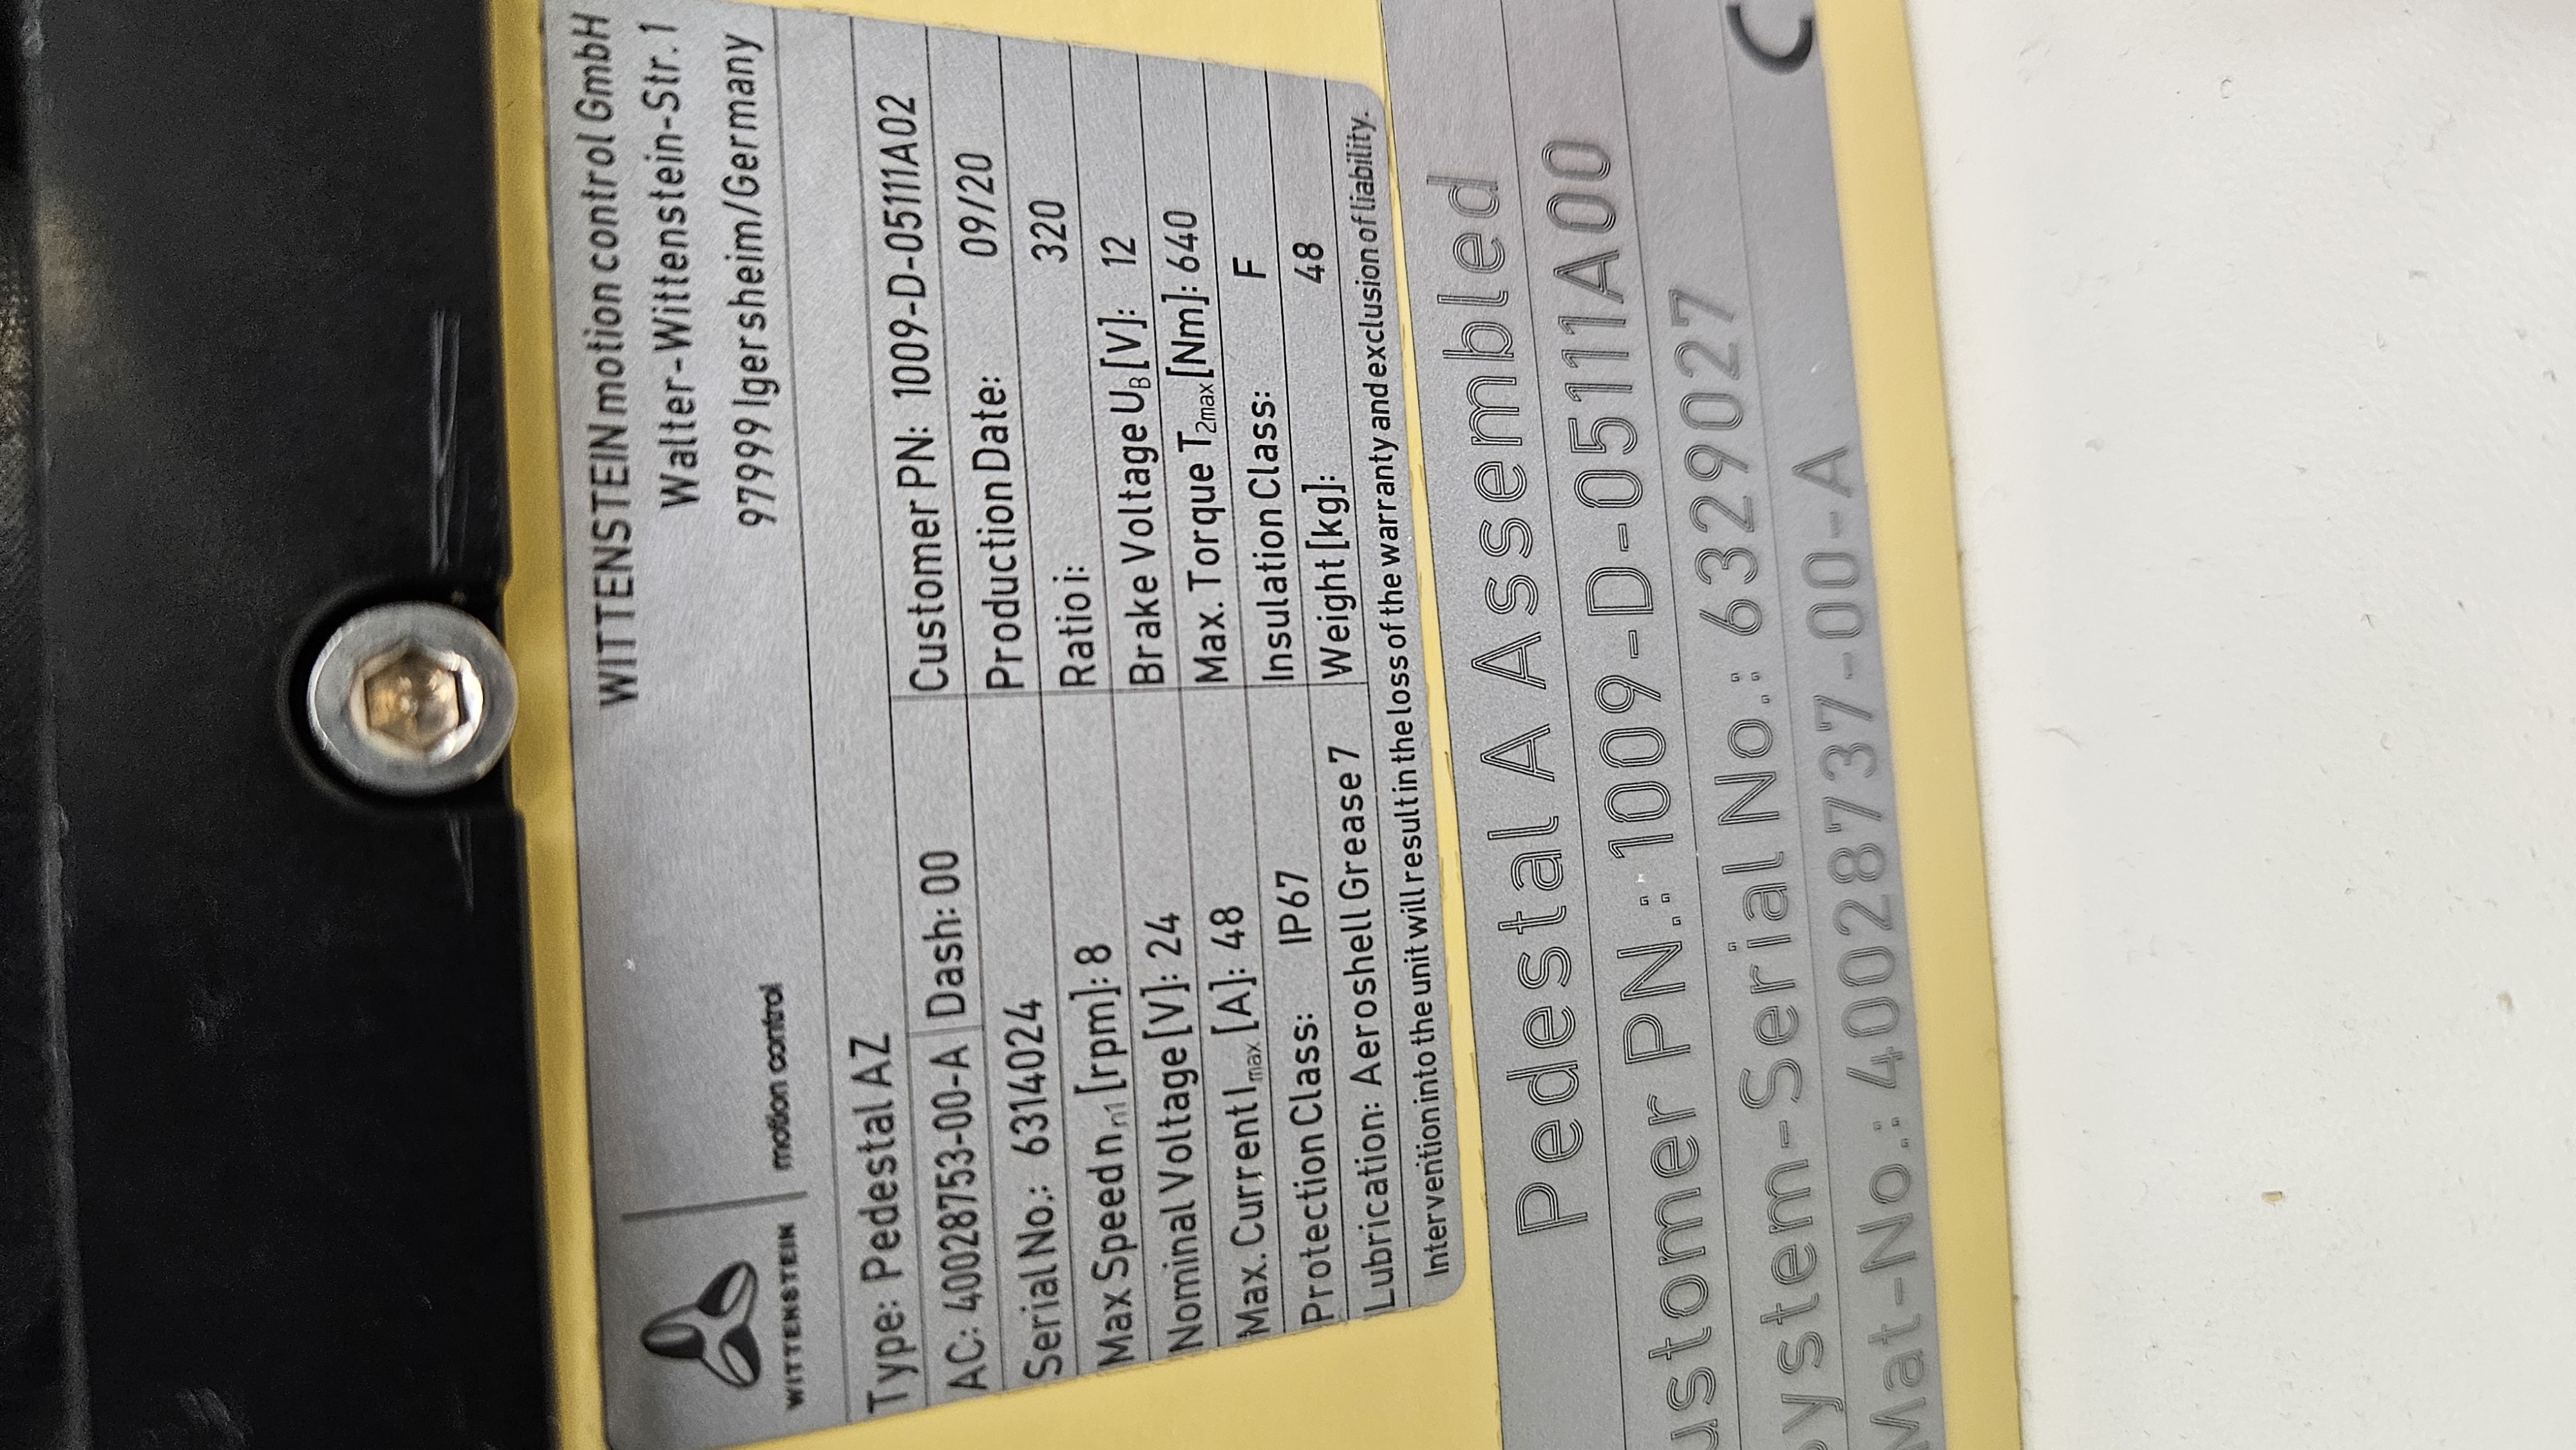 WITTENSTEIN motion control
WITTENSTEIN motion control GmbH
Walter-Wittenstein-Str. 1
97999 Igersheim/Germany
Type: Pedestal AZ
AC: 40028753-00-A Dash: 00 Customer PN: 1009-D-05111A02
Serial No.: 6314024 Production Date: 09/20
Max Speed nn1 [rpm]: 8 Ratio i: 320
Nominal Voltage [V]: 24 Brake Voltage UB [V]: 12
Max. Current Imax [A]: 48 Max. Torque T2max [Nm]: 640
Protection Class: IP67 Insulation Class: F
Lubrication: Aeroshell Grease 7 Weight [kg]: 48
Intervention into the unit will result in the loss of the warranty and exclusion of liability.
Pedestal A Assembled
ustomer PN.: 1009-D-05111A00
ystem-Serial No.: 6329027
Mat-No.: 40028737-00-A
C